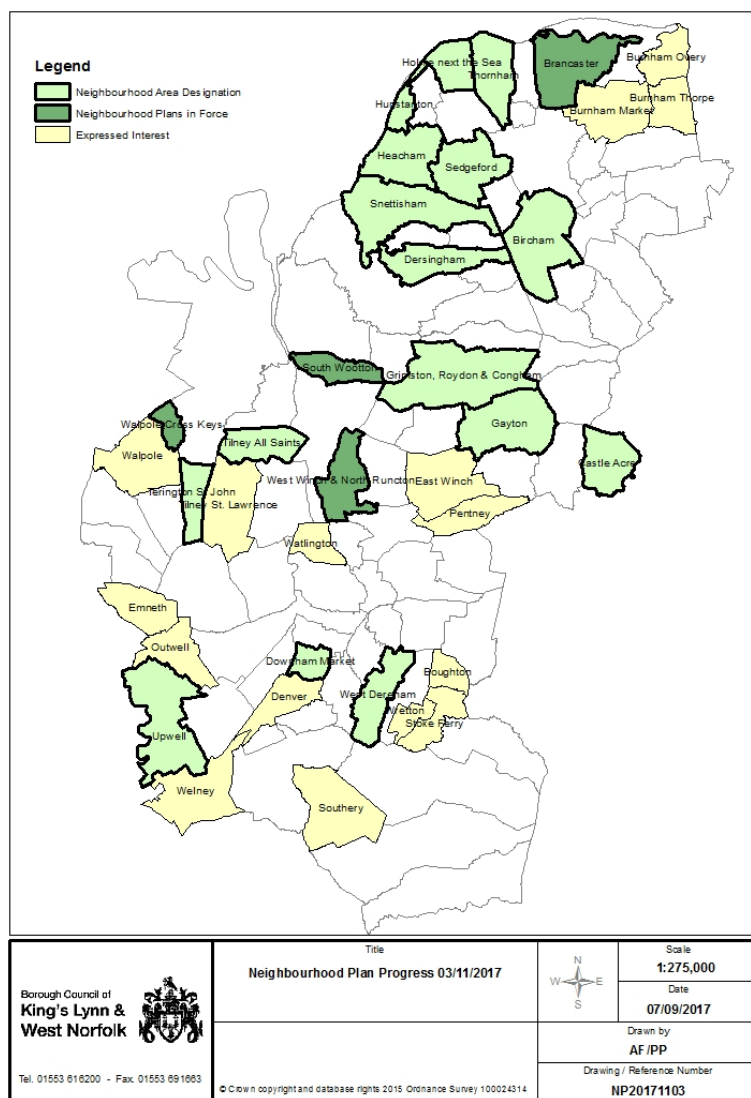 Legend
Neighbourhood Area Designation
Neighbourhood Plans in Force
Expressed Interest
Holme next the Sea
Thornham
Brancaster
Burnham Overy
Hunstanton
Burnham Market
Burnham Thorpe
Heacham
Sedgeford
Snettisham
Bircham
Dersingham
South Wootton
Grimston, Roydon & Congham
Walpole Cross Keys
Gayton
Tilney All Saints
Walpole
Castle Acre
West Winch & North Runcton
East Winch
Terington St John
Tilney St. Lawrence
Pentney
Watlington
Emneth
Outwell
Downham Market
Boughton
Denver
West Dereham
Wretton
Stoke Ferry
Upwell
Welney
Southery
Borough Council of
King's Lynn &
West Norfolk
Tel. 01553 616200 - Fax. 01553 691663
Title
Neighbourhood Plan Progress 03/11/2017
© Crown copyright and database rights 2015 Ordnance Survey 100024314
N
W
E
S
Scale
1:275,000
Date
07/09/2017
Drawn by
AF/PP
Drawing / Reference Number
NP20171103